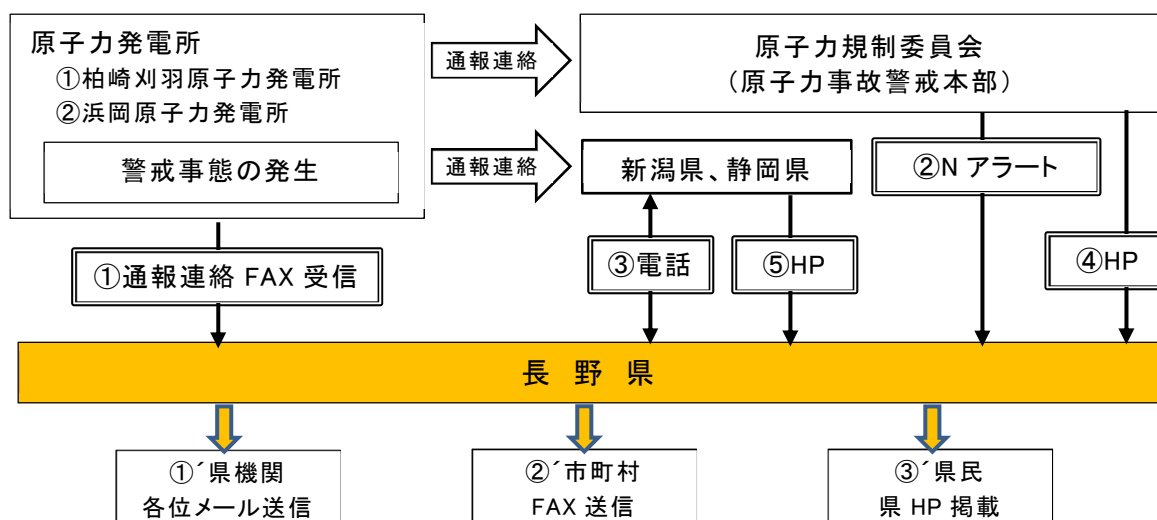 原子力発電所
①柏崎刈羽原子力発電所
②浜岡原子力発電所
警戒事態の発生
通報連絡
通報連絡
原子力規制委員会
（原子力事故警戒本部）
新潟県、静岡県
②N アラート
①通報連絡 FAX 受信
③電話
⑤HP
④HP
長 野 県
①´県機関
各位メール送信
②´市町村
FAX 送信
③´県民
県 HP 掲載